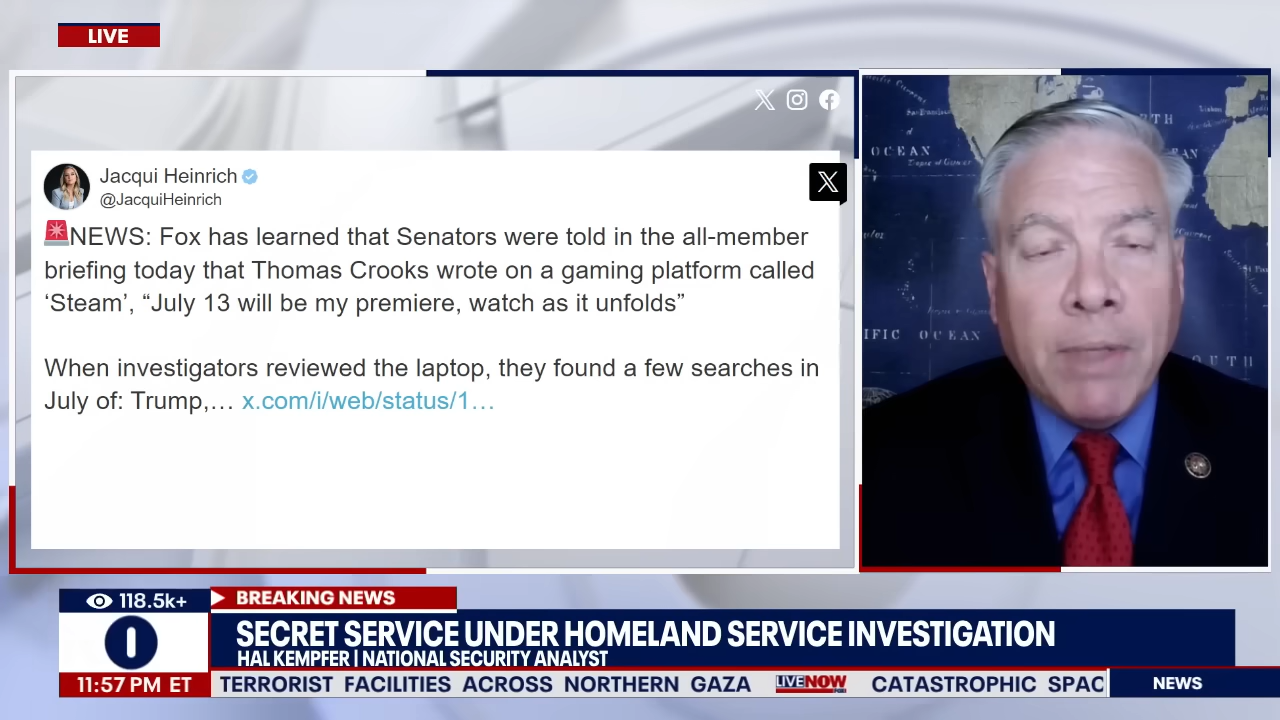 LIVE
Jacqui Heinrich
@JacquiHeinrich
NEWS: Fox has learned that Senators were told in the all-member
briefing today that Thomas Crooks wrote on a gaming platform called
‘Steam’, “July 13 will be my premiere, watch as it unfolds”
When investigators reviewed the laptop, they found a few searches in
July of: Trump,… x.com/i/web/status/1…
OCEAN
OCEAN
118.5k+
BREAKING NEWS
SECRET SERVICE UNDER HOMELAND SERVICE INVESTIGATION
HAL KEMPFER | NATIONAL SECURITY ANALYST
11:57 PM ET
TERRORIST FACILITIES ACROSS NORTHERN GAZA LIVENOW FOX CATASTROPHIC SPAC
NEWS